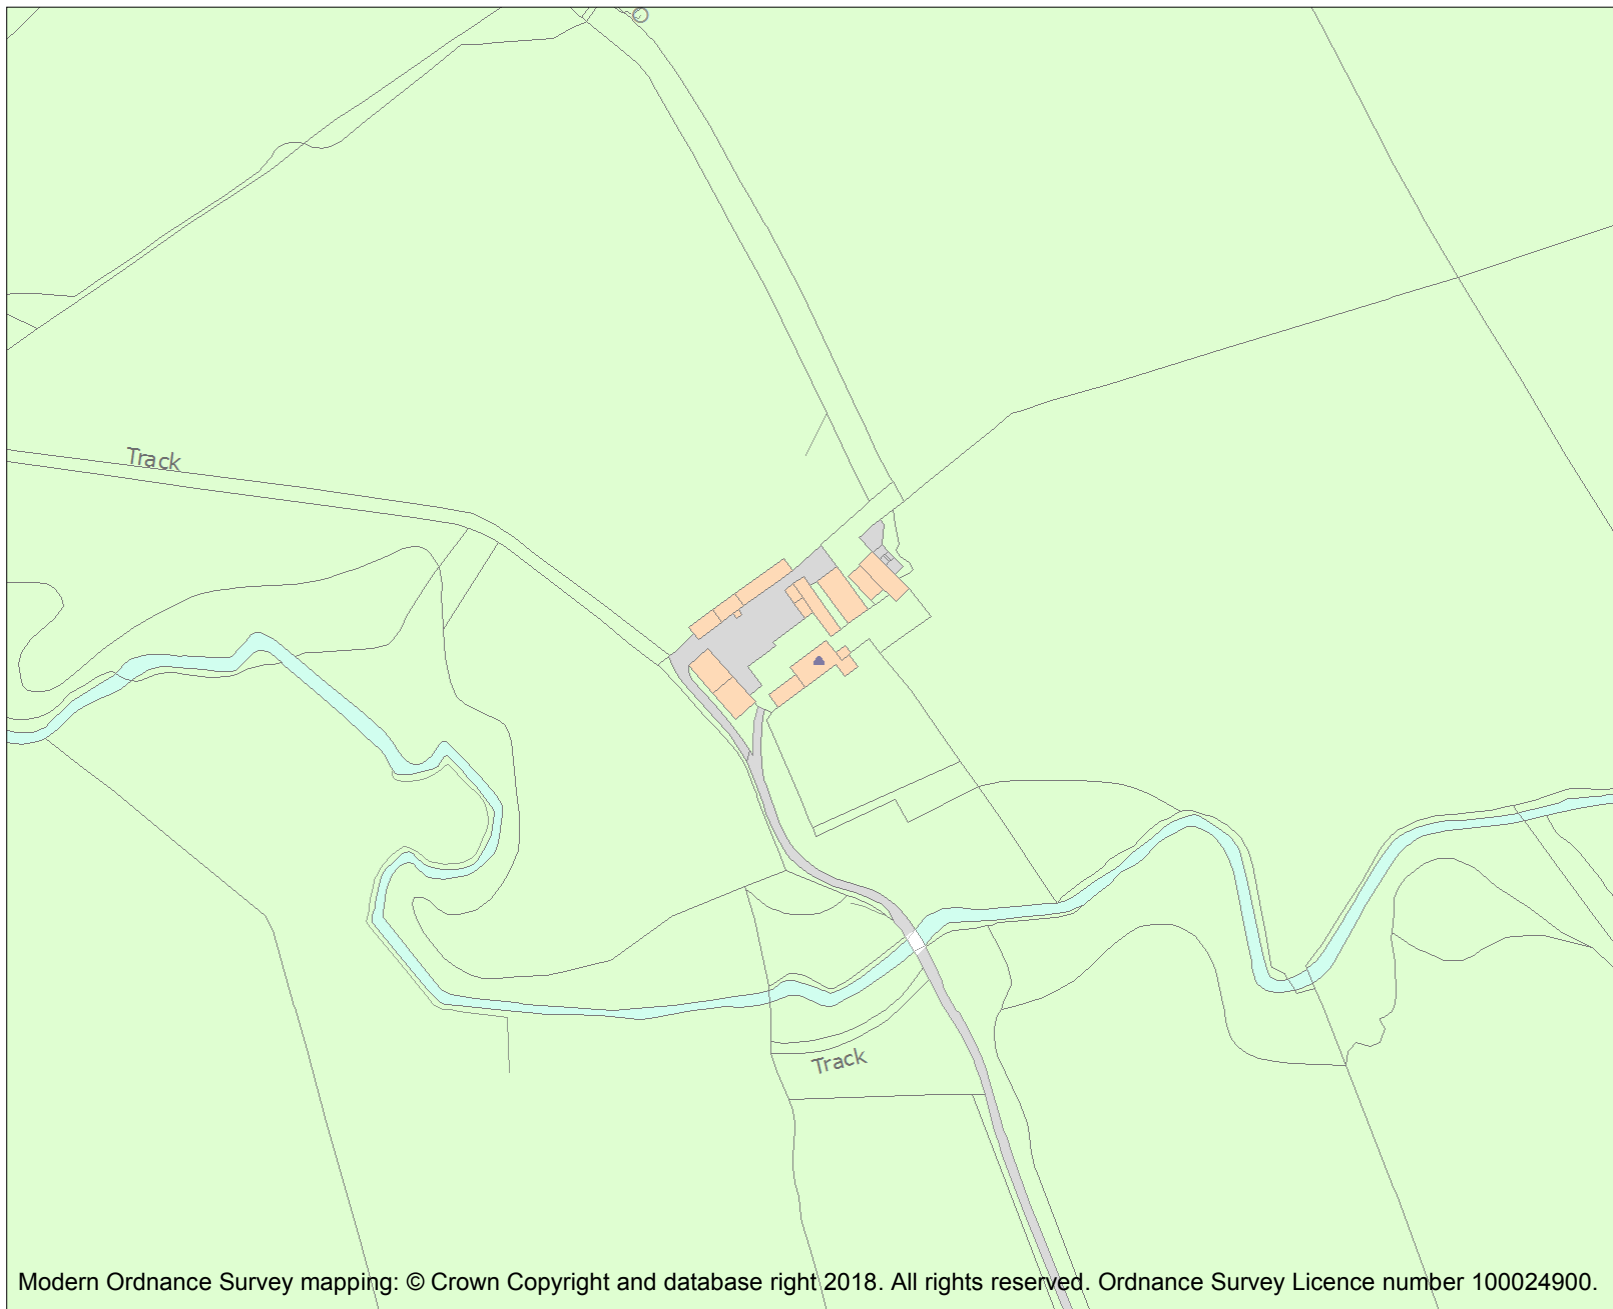 Track
Track
Modern Ordnance Survey mapping: © Crown Copyright and database right 2018. All rights reserved. Ordnance Survey Licence number 100024900.